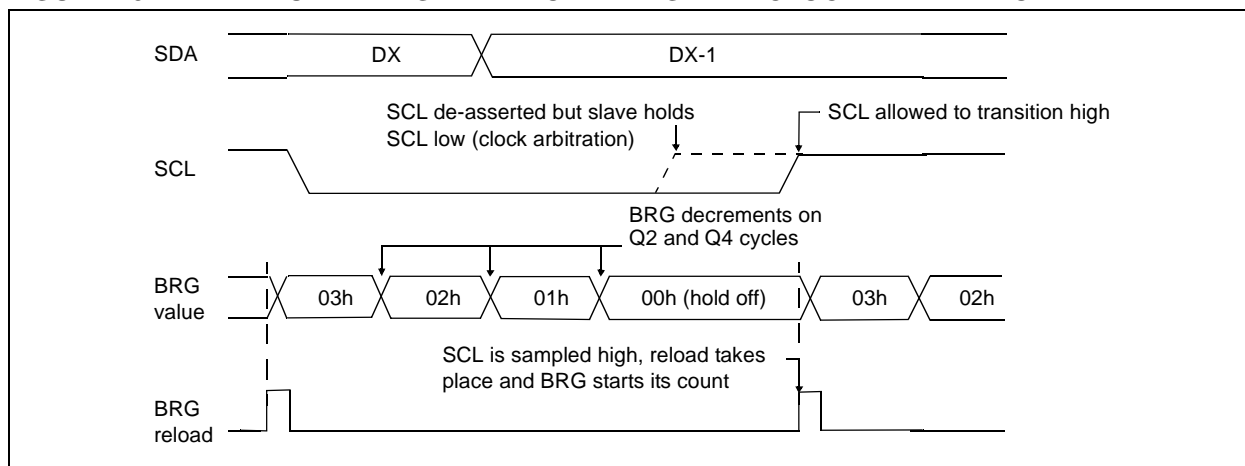 SDA
DX
DX-1
SCL de-asserted but slave holds
SCL low (clock arbitration)
SCL allowed to transition high
SCL
BRG decrements on
Q2 and Q4 cycles
BRG
value
03h
02h
01h
00h (hold off)
03h
02h
SCL is sampled high, reload takes
place and BRG starts its count
BRG
reload